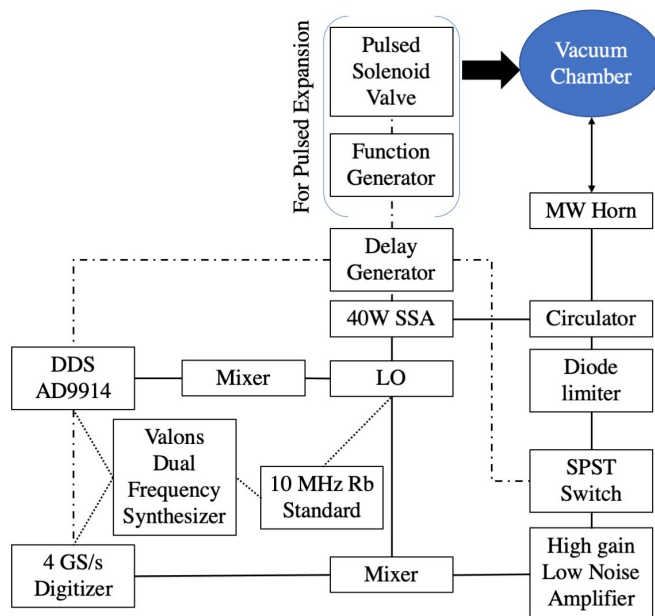 For Pulsed Expansion
Pulsed
Solenoid
Valve
Vacuum
Chamber
Function
Generator
MW Horn
Delay
Generator
40W SSA
Circulator
DDS
AD9914
Mixer
LO
Diode
limiter
Valons
Dual
Frequency
Synthesizer
10 MHz Rb
Standard
SPST
Switch
4 GS/s
Digitizer
Mixer
High gain
Low Noise
Amplifier